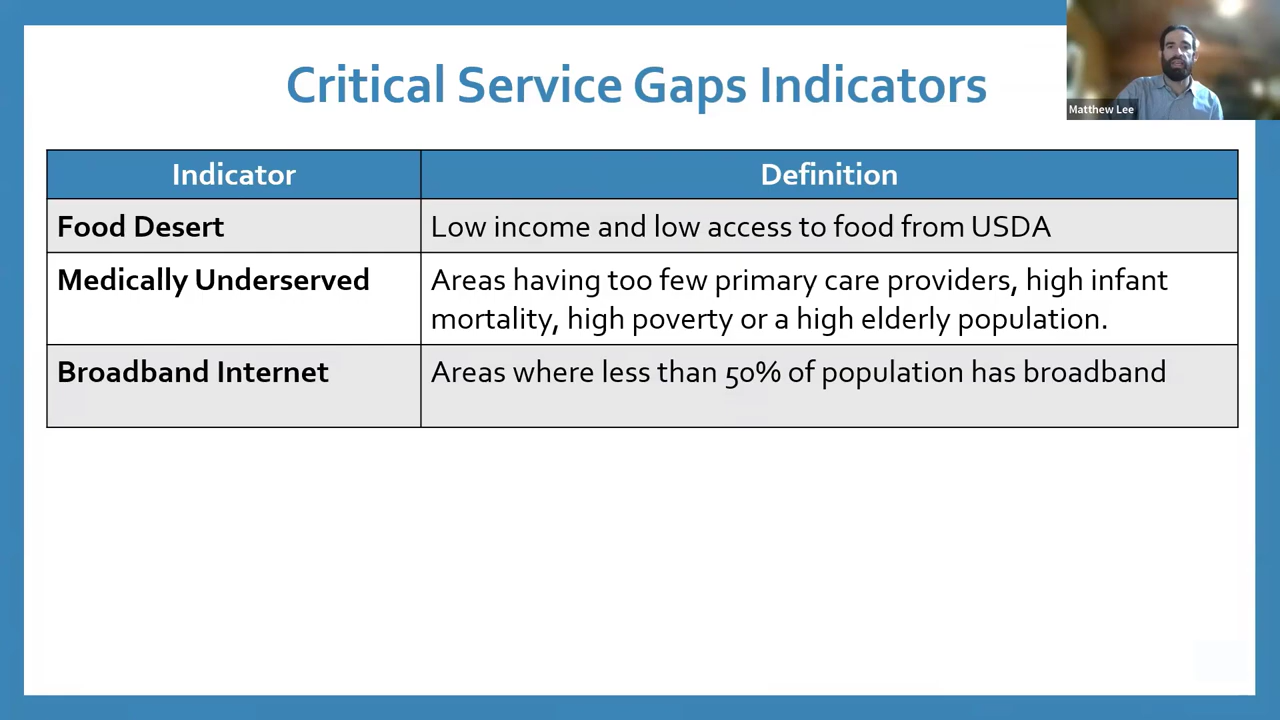 Critical Service Gaps Indicators
Matthew Lee
Indicator
Definition
Food Desert
Low income and low access to food from USDA
Medically Underserved
Areas having too few primary care providers, high infant
mortality, high poverty or a high elderly population.
Broadband Internet
Areas where less than 50% of population has broadband